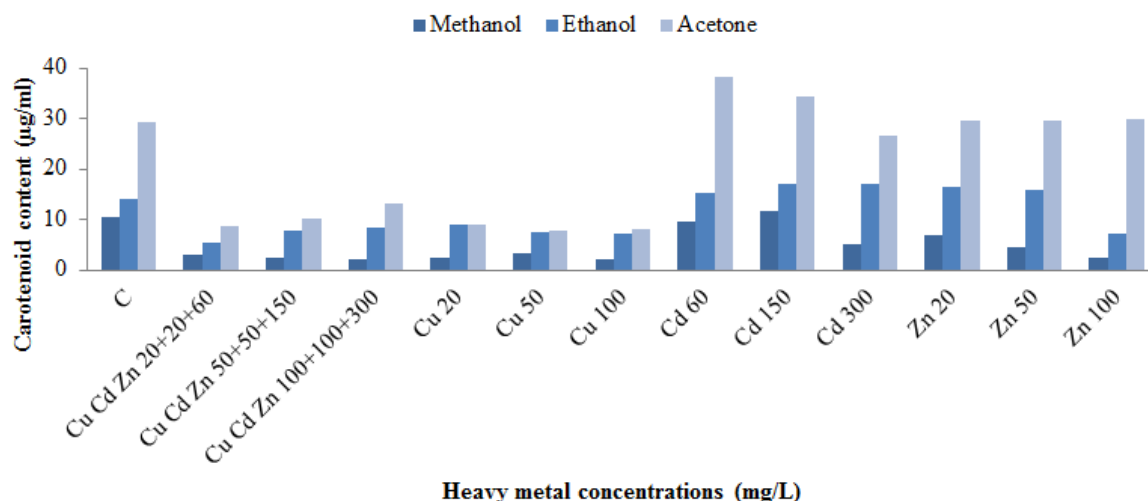 Methanol Ethanol Acetone
Carotenoid content (µg/ml)
40
30
20
10
0
C
Cu Cd Zn 20+20+60
Cu Cd Zn 50+50+150
Cu Cd Zn 100+100+300
Cu 20
Cu 50
Cu 100
Cd 60
Cd 150
Cd 300
Zn 20
Zn 50
Zn 100
Heavy metal concentrations (mg/L)